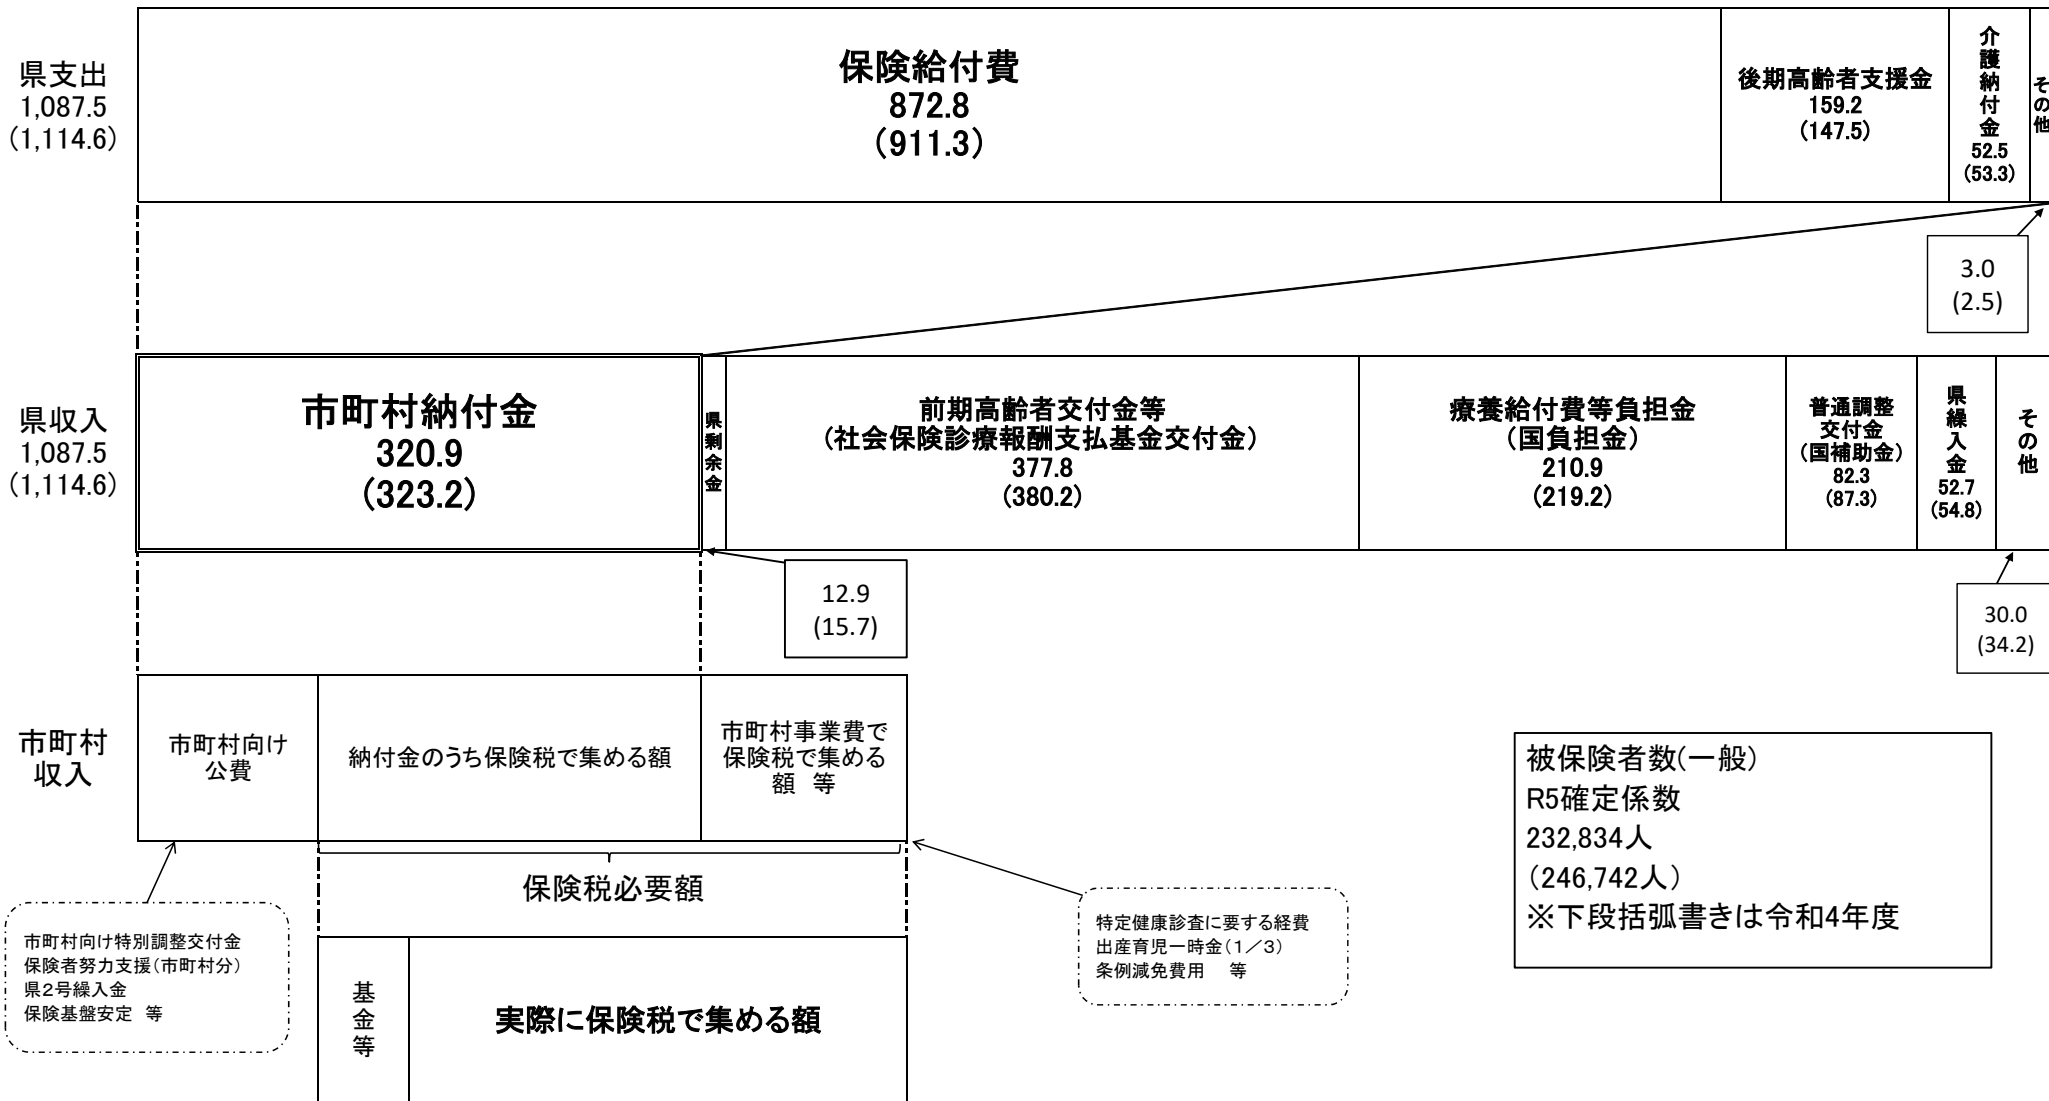 県支出
1,087.5
(1,114.6)
保険給付費
872.8
(911.3)
後期高齢者支援金
159.2
(147.5)
介護納付金
52.5
(53.3)
その他
3.0
(2.5)
県収入
1,087.5
(1,114.6)
市町村納付金
320.9
(323.2)
県剰余金
12.9
(15.7)
前期高齢者交付金等
(社会保険診療報酬支払基金交付金)
377.8
(380.2)
療養給付費等負担金
(国負担金)
210.9
(219.2)
普通調整
交付金
(国補助金)
82.3
(87.3)
県繰入金
52.7
(54.8)
その他
30.0
(34.2)
市町村
収入
市町村向け
公費
納付金のうち保険税で集める額
市町村事業費で
保険税で集める
額 等
保険税必要額
基金等
実際に保険税で集める額
市町村向け特別調整交付金
保険者努力支援(市町村分)
県2号繰入金
保険基盤安定 等
特定健康診査に要する経費
出産育児一時金(1/3)
条例減免費用 等
被保険者数(一般)
R5確定係数
232,834人
(246,742人)
※下段括弧書きは令和4年度